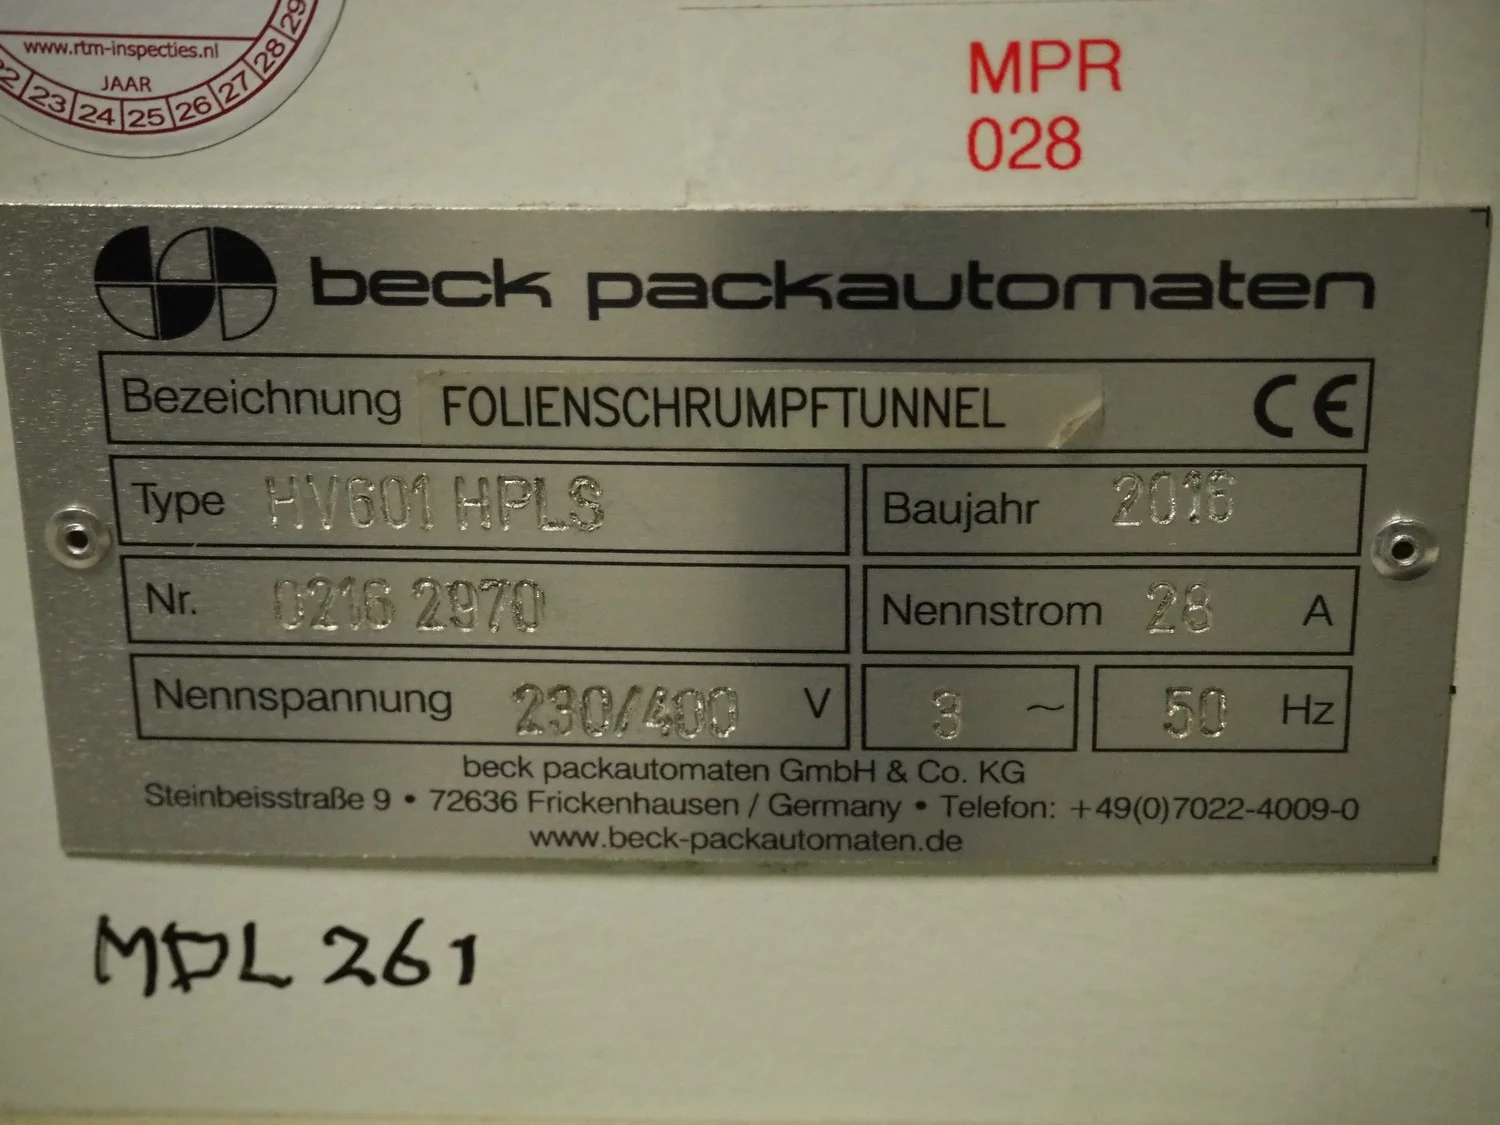 www.rtm-inspecties.nl
JAAR
22 23 24 25 26 27 28 29
MPR
028
beck packautomaten
Bezeichnung FOLIENSCHRUMPFTUNNEL CE
Type HV601 HPLS Baujahr 2016
Nr. 0216 2970 Nennstrom 28 A
Nennspannung 230/400 V 3 ~ 50 Hz
beck packautomaten GmbH & Co. KG
Steinbeisstraße 9 • 72636 Frickenhausen / Germany • Telefon: +49(0)7022-4009-0
www.beck-packautomaten.de
MDL 261